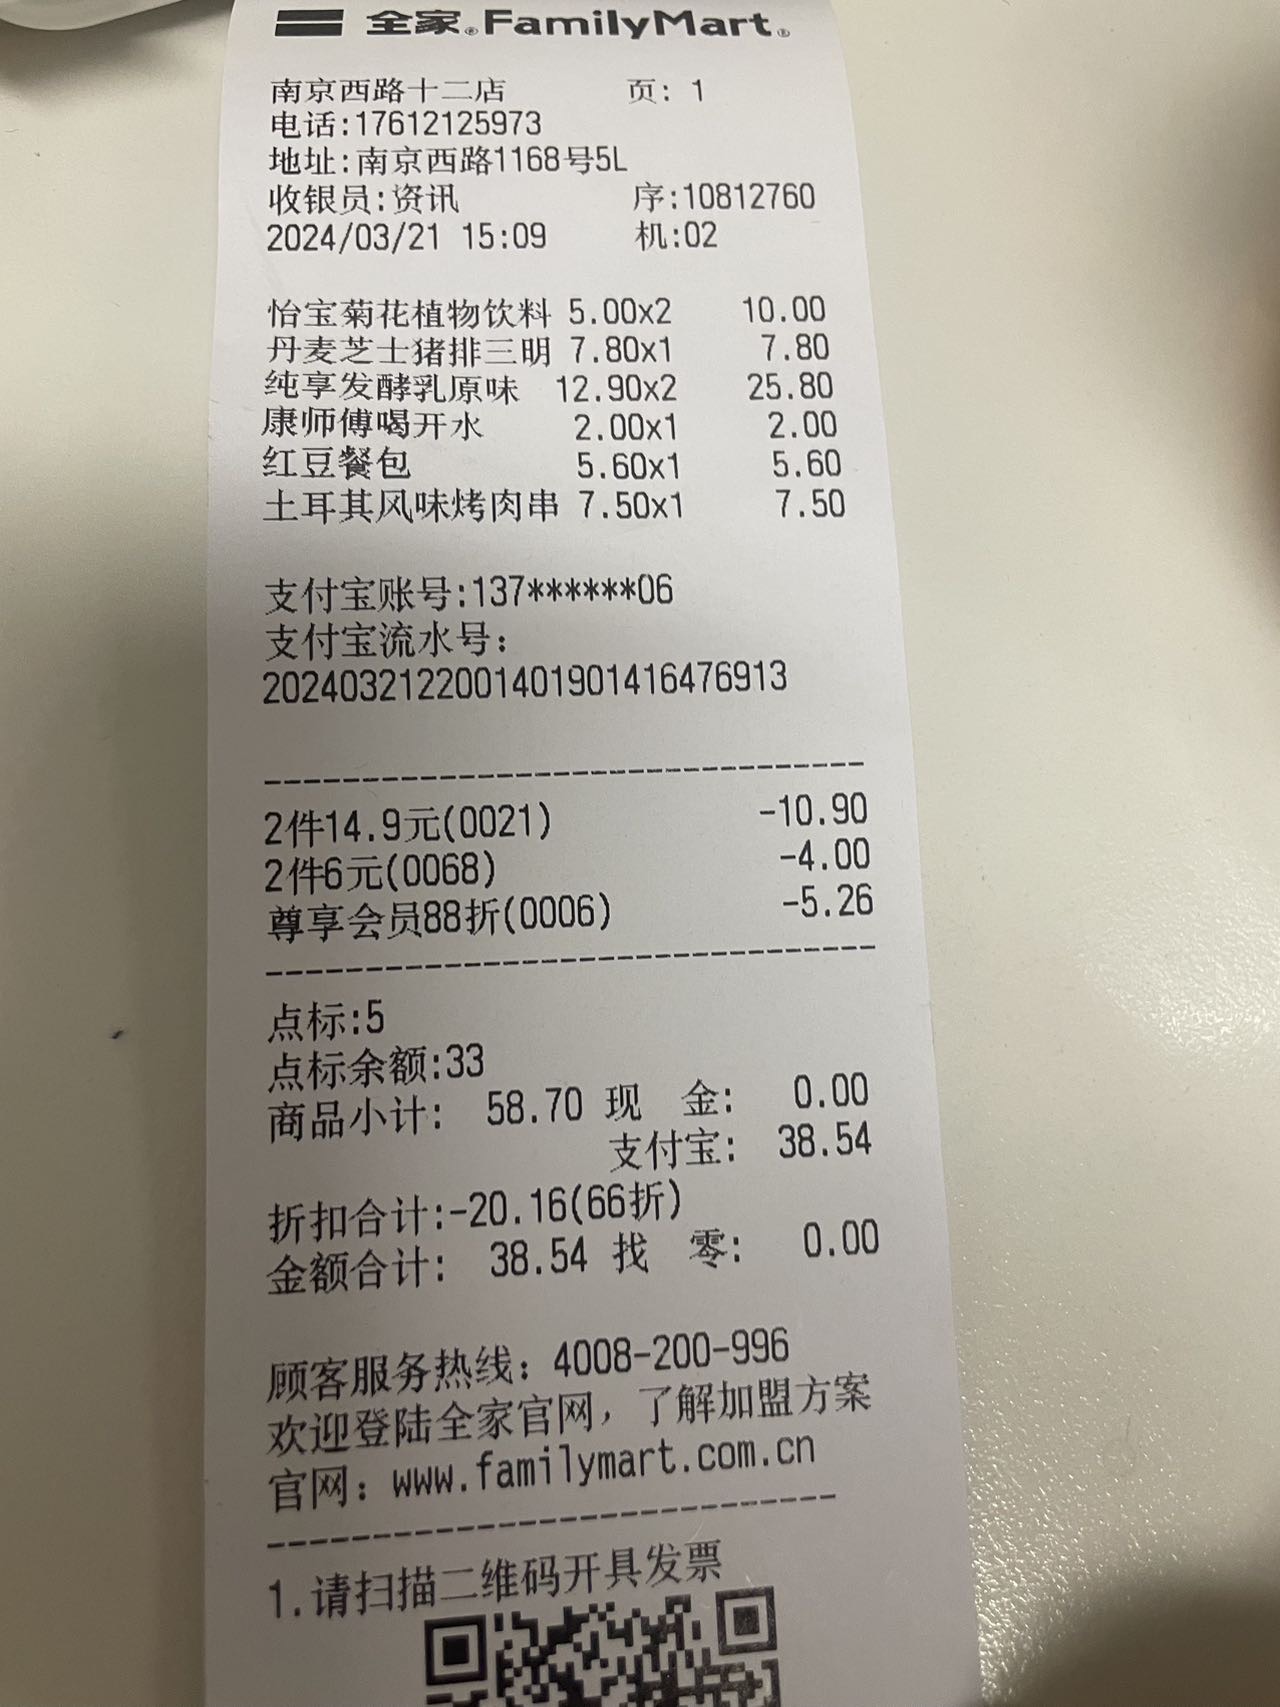 全家®FamilyMart®
南京西路十二店 页: 1
电话:17612125973
地址:南京西路1168号5L
收银员:资讯 序:10812760
2024/03/21 15:09 机:02
怡宝菊花植物饮料 5.00x2 10.00
丹麦芝士猪排三明 7.80x1 7.80
纯享发酵乳原味 12.90x2 25.80
康师傅喝开水 2.00x1 2.00
红豆餐包 5.60x1 5.60
土耳其风味烤肉串 7.50x1 7.50
支付宝账号:137******06
支付宝流水号:
2024032122001401901416476913
--------------------------------
2件14.9元(0021) -10.90
2件6元(0068) -4.00
尊享会员88折(0006) -5.26
--------------------------------
点标:5
点标余额:33
商品小计: 58.70 现 金: 0.00
支付宝: 38.54
折扣合计:-20.16(66折)
金额合计: 38.54 找 零: 0.00
顾客服务热线：4008-200-996
欢迎登陆全家官网，了解加盟方案
官网：www.familymart.com.cn
--------------------------------
1.请扫描二维码开具发票